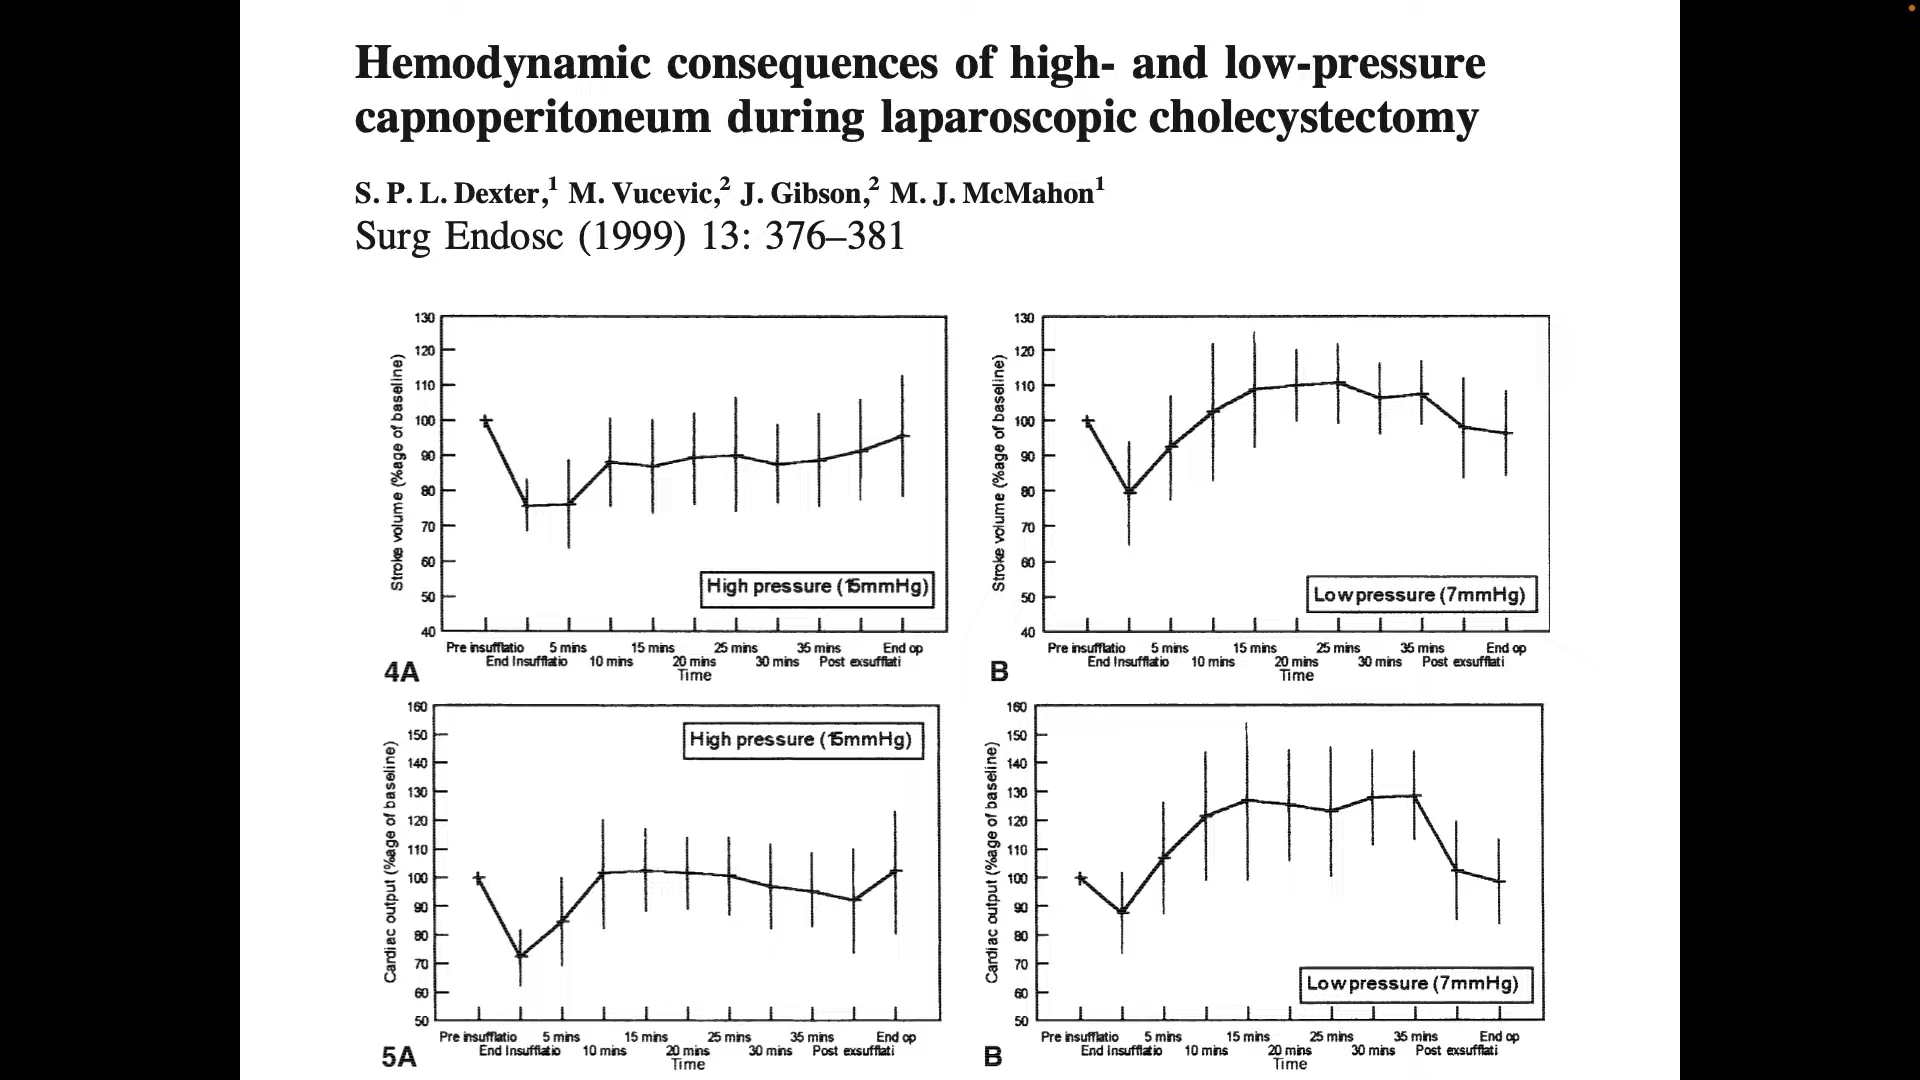 Hemodynamic consequences of high- and low-pressure
capnoperitoneum during laparoscopic cholecystectomy
S. P. L. Dexter,1 M. Vucevic,2 J. Gibson,2 M. J. McMahon1
Surg Endosc (1999) 13: 376–381
Stroke volume (%age of baseline)
130
120
110
100
90
80
70
60
50
40
High pressure (15mmHg)
Pre insufflatio 5 mins 15 mins 25 mins 35 mins End op
End Insufflatio 10 mins 20 mins 30 mins Post exsufflati
Time
4A
Stroke volume (%age of baseline)
130
120
110
100
90
80
70
60
50
40
Low pressure (7mmHg)
Pre insufflatio 5 mins 15 mins 25 mins 35 mins End op
End Insufflatio 10 mins 20 mins 30 mins Post exsufflati
Time
B
Cardiac output (%age of baseline)
160
150
140
130
120
110
100
90
80
70
60
50
High pressure (15mmHg)
Pre insufflatio 5 mins 15 mins 25 mins 35 mins End op
End Insufflatio 10 mins 20 mins 30 mins Post exsufflati
Time
5A
Cardiac output (%age of baseline)
160
150
140
130
120
110
100
90
80
70
60
50
Low pressure (7mmHg)
Pre insufflatio 5 mins 15 mins 25 mins 35 mins End op
End Insufflatio 10 mins 20 mins 30 mins Post exsufflati
Time
B